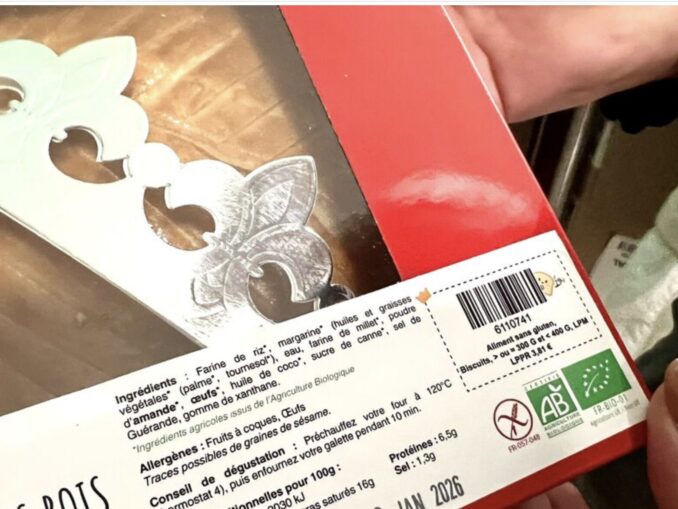 Ingrédients : Farine de riz*, margarine* (huiles et graisses
végétales* (palme*, tournesol*), eau, farine de millet*, poudre
d'amande*, œufs*, huile de coco*, sucre de canne*, sel de
Guérande, gomme de xanthane.
*Ingrédients agricoles issus de l'Agriculture Biologique
Allergènes : Fruits à coques, Œufs
Traces possibles de graines de sésame.
Conseil de dégustation : Préchauffez votre four à 120°C
(thermostat 4), puis enfournez votre galette pendant 10 min.
pour 100g :
2030 kJ
saturés 16g
Protéines : 6,5g
Sel : 1,3g
JAN 2026
BOIS
6110741
Aliment sans gluten,
Biscuits, > ou = 300 G et < 400 G, LPM
LPPR 3,81 €
FR-057-048
CERTIFIÉ
AB
AGRICULTURE
BIOLOGIQUE
FR-BIO-01